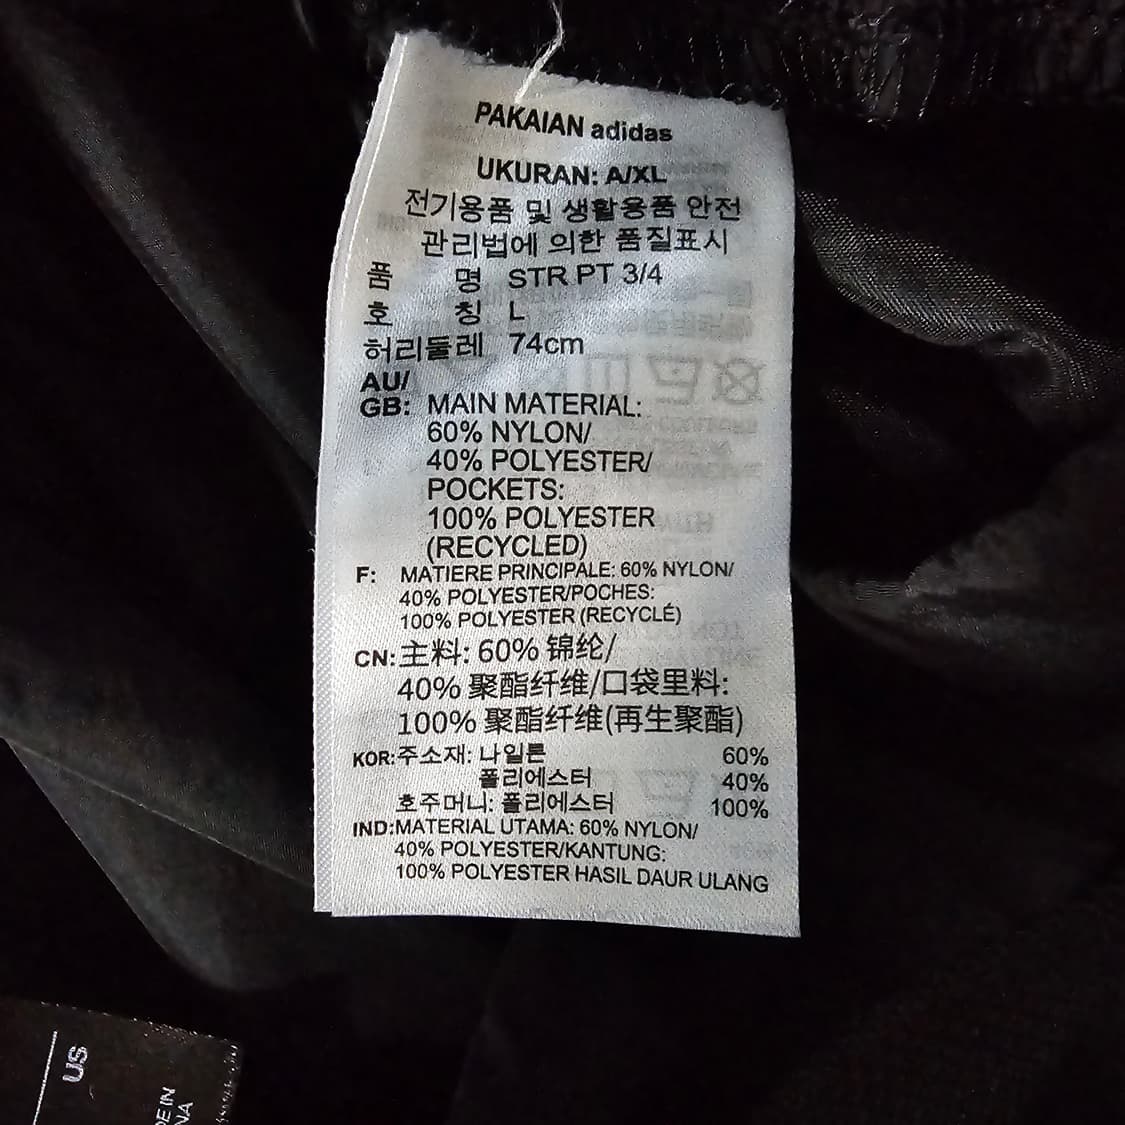 PAKAIAN adidas
UKURAN: A/XL
전기용품 및 생활용품 안전
관리법에 의한 품질표시
품 명 STR PT 3/4
호 칭 L
허리둘레 74cm
AU/
GB: MAIN MATERIAL:
60% NYLON/
40% POLYESTER/
POCKETS:
100% POLYESTER
(RECYCLED)
F: MATIERE PRINCIPALE: 60% NYLON/
40% POLYESTER/POCHES:
100% POLYESTER (RECYCLÉ)
CN: 主料: 60% 锦纶/
40% 聚酯纤维/口袋里料:
100% 聚酯纤维(再生聚酯)
KOR: 주소재: 나일론 60%
폴리에스터 40%
호주머니: 폴리에스터 100%
IND: MATERIAL UTAMA: 60% NYLON/
40% POLYESTER/KANTUNG:
100% POLYESTER HASIL DAUR ULANG
US